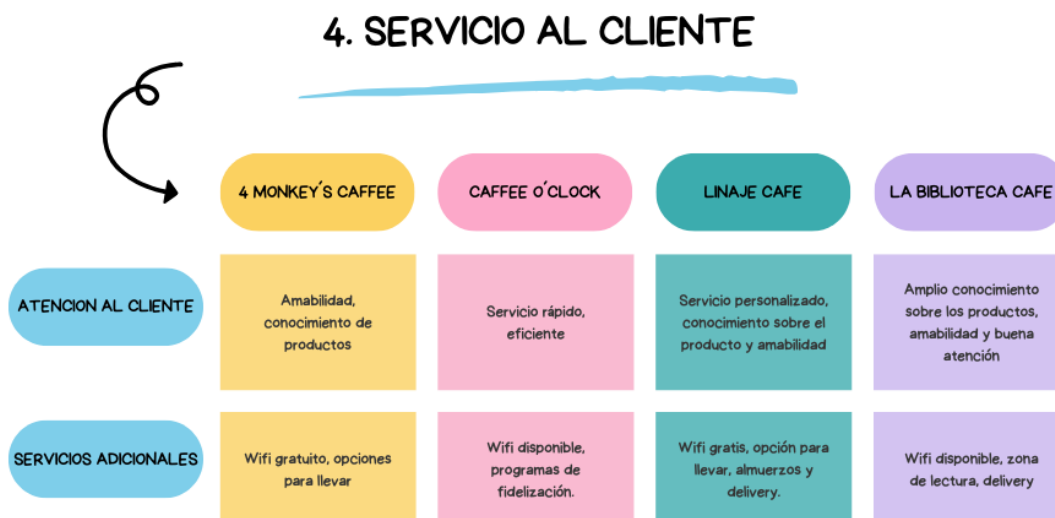 4. SERVICIO AL CLIENTE
4 MONKEY´S CAFFEE
CAFFEE O´CLOCK
LINAJE CAFE
LA BIBLIOTECA CAFE
ATENCION AL CLIENTE
Amabilidad,
conocimiento de
productos
Servicio rápido,
eficiente
Servicio personalizado,
conocimiento sobre el
producto y amabilidad
Amplio conocimiento
sobre los productos,
amabilidad y buena
atención
SERVICIOS ADICIONALES
Wifi gratuito, opciones
para llevar
Wifi disponible,
programas de
fidelización.
Wifi gratis, opción para
llevar, almuerzos y
delivery.
Wifi disponible, zona
de lectura, delivery